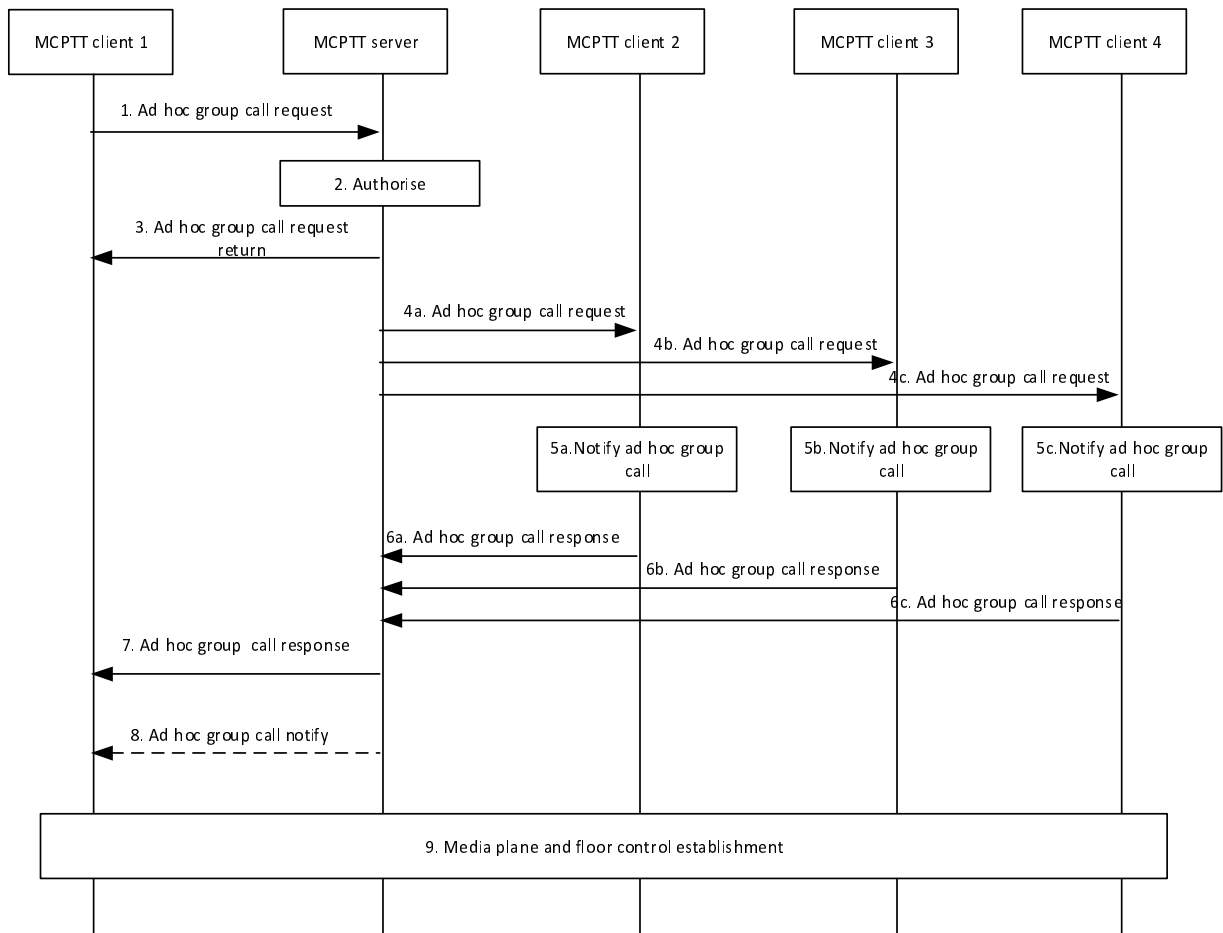 MCPTT client 1
MCPTT server
MCPTT client 2
MCPTT client 3
MCPTT client 4
1. Ad hoc group call request
2. Authorise
3. Ad hoc group call request
return
4a. Ad hoc group call request
4b. Ad hoc group call request
4c. Ad hoc group call request
5a.Notify ad hoc group
call
5b.Notify ad hoc group
call
5c.Notify ad hoc group
call
6a. Ad hoc group call response
6b. Ad hoc group call response
6c. Ad hoc group call response
7. Ad hoc group  call response
8. Ad hoc group call notify
9. Media plane and floor control establishment